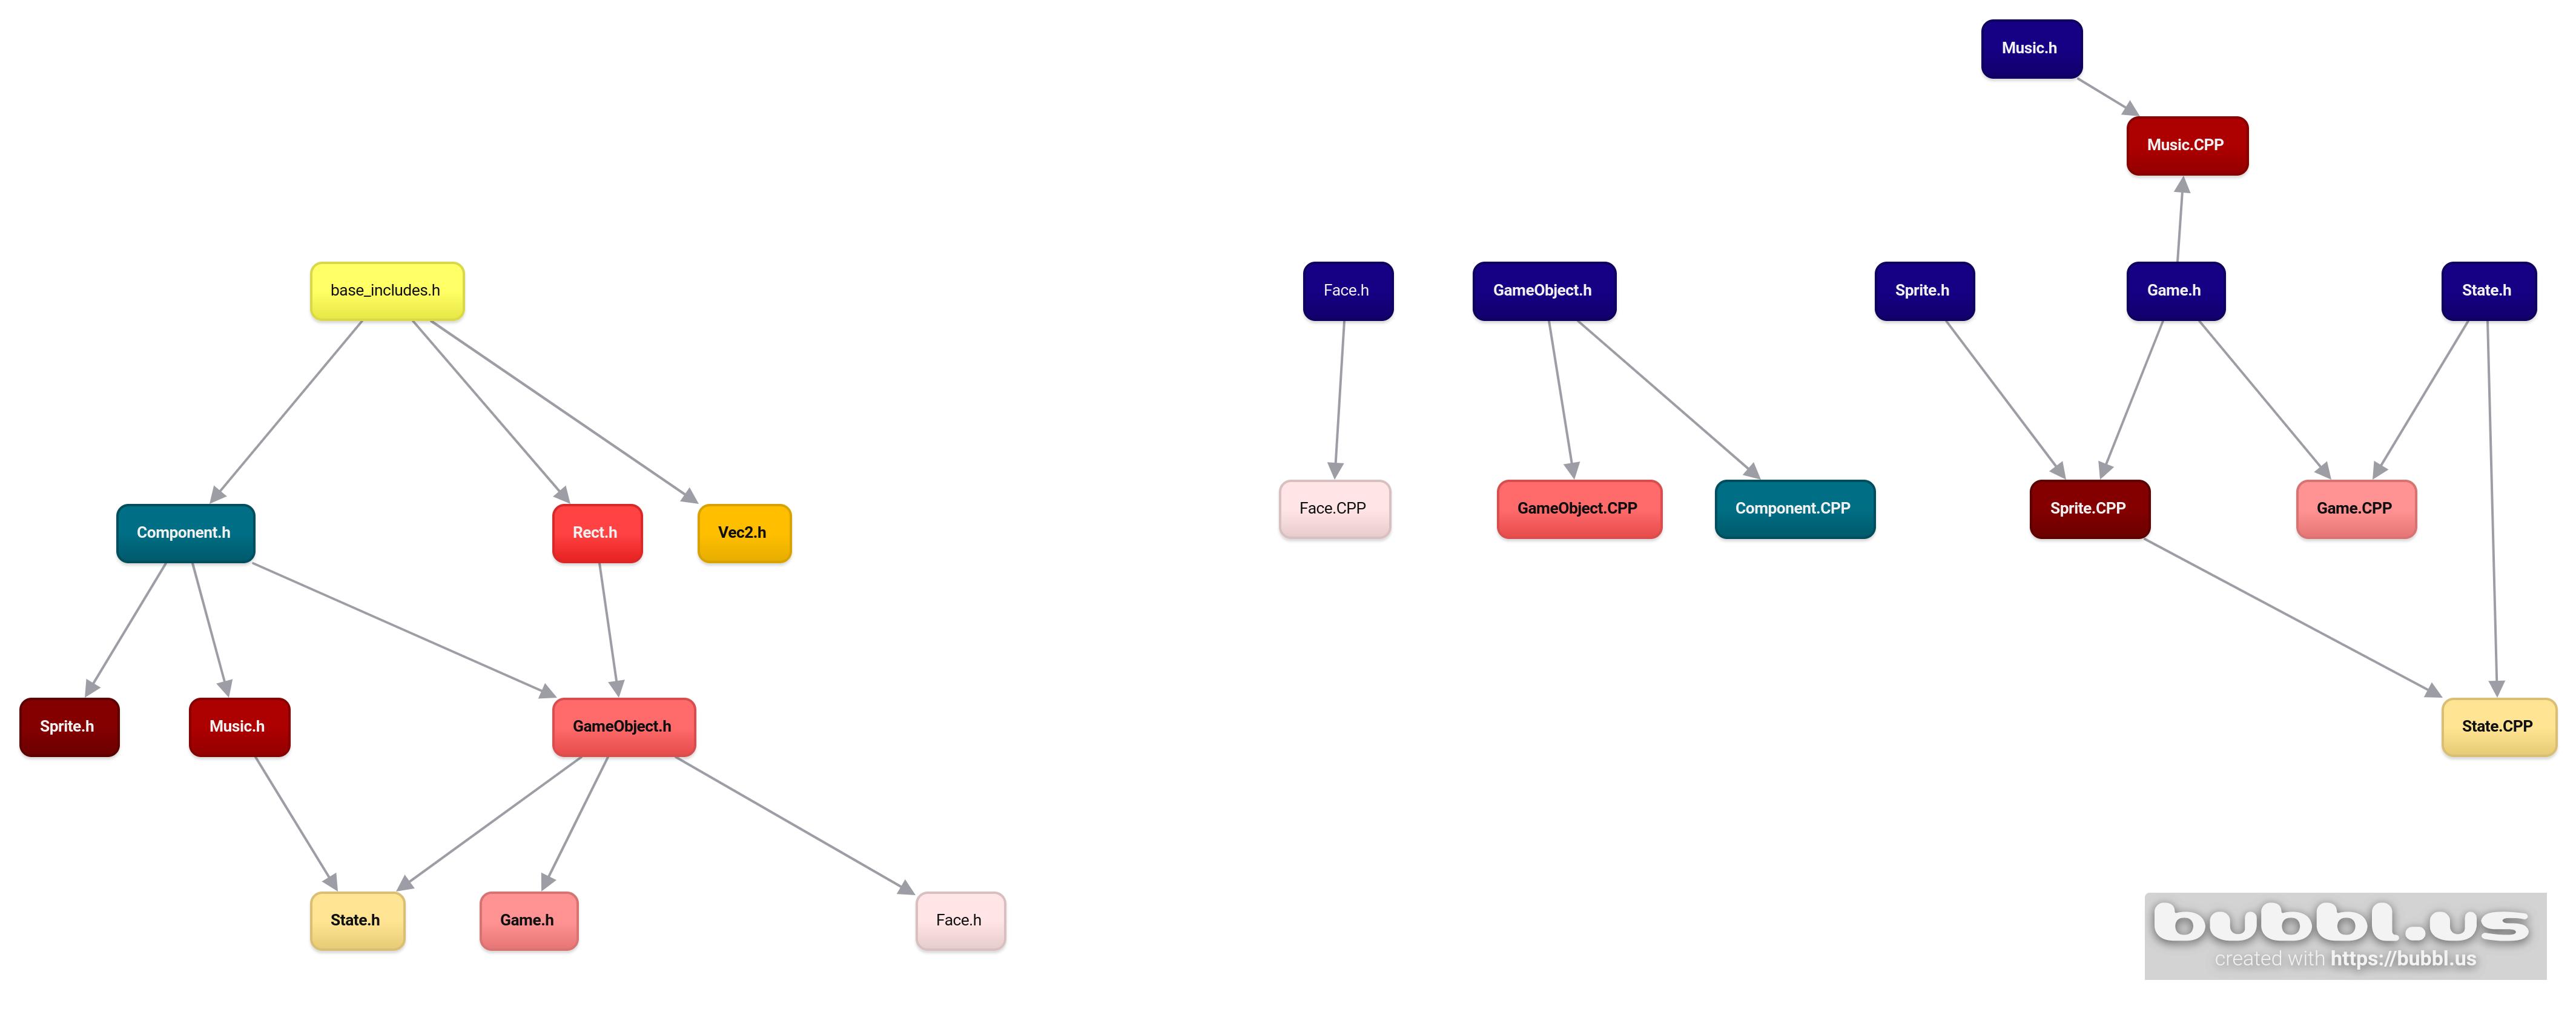 Music.h
Music.CPP
base_includes.h
Face.h
GameObject.h
Sprite.h
Game.h
State.h
Face.CPP
GameObject.CPP
Component.CPP
Sprite.CPP
Game.CPP
Component.h
Rect.h
Vec2.h
Sprite.h
Music.h
GameObject.h
State.CPP
State.h
Game.h
Face.h
bubbl.us
created with https://bubbl.us